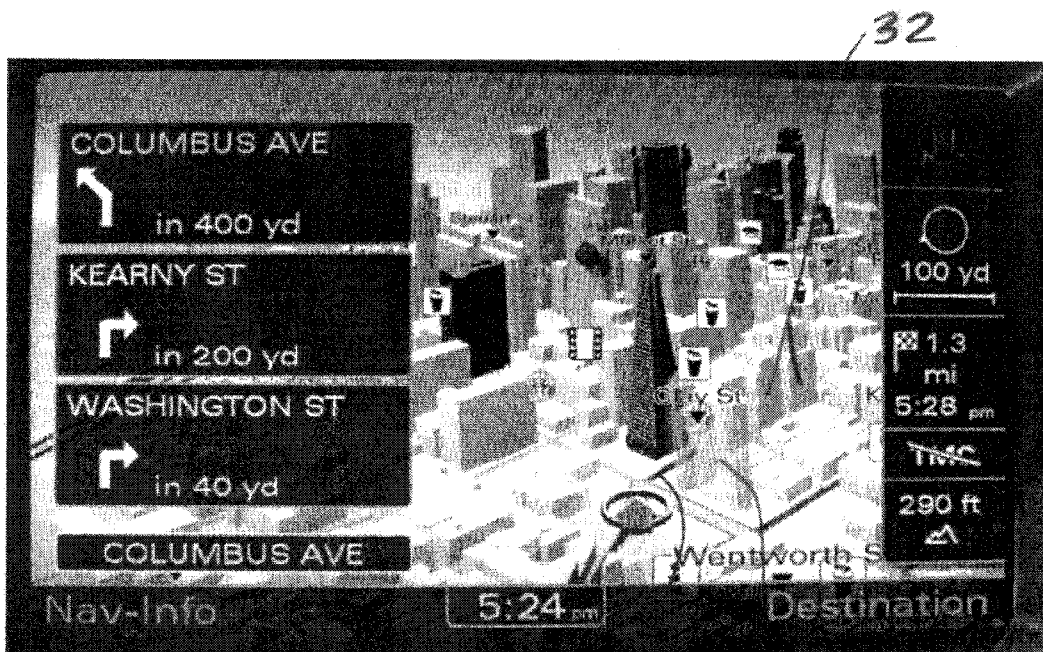 32
COLUMBUS AVE
in 400 yd
KEARNY ST
in 200 yd
WASHINGTON ST
in 40 yd
COLUMBUS AVE
Wentworth S
100 yd
1.3
mi
5:28 pm
TMC
290 ft
Nav-Info
5:24 pm
Destination